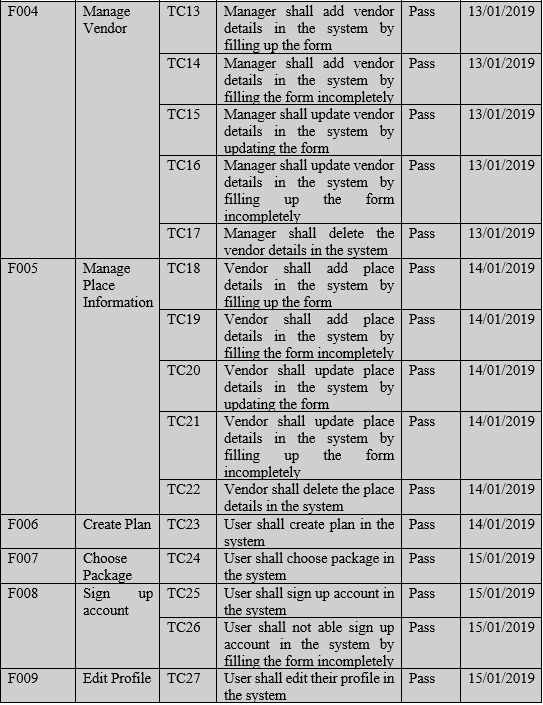 F004 Manage TC13 Manager shall add vendor Pass 13/01/2019
Vendor details in the system by
filling up the form
TC14 Manager shall add vendor Pass 13/01/2019
details in the system by
filling the form incompletely
TC15 Manager shall update vendor Pass 13/01/2019
details in the system by
updating the form
TC16 Manager shall update vendor Pass 13/01/2019
details in the system by
filling up the form
incompletely
TC17 Manager shall delete the Pass 13/01/2019
vendor details in the system
F005 Manage TC18 Vendor shall add place Pass 14/01/2019
Place details in the system by
Information filling up the form
TC19 Vendor shall add place Pass 14/01/2019
details in the system by
filling the form incompletely
TC20 Vendor shall update place Pass 14/01/2019
details in the system by
updating the form
TC21 Vendor shall update place Pass 14/01/2019
details in the system by
filling up the form
incompletely
TC22 Vendor shall delete the place Pass 14/01/2019
details in the system
F006 Create Plan TC23 User shall create plan in the Pass 14/01/2019
system
F007 Choose TC24 User shall choose package in Pass 15/01/2019
Package the system
F008 Sign up TC25 User shall sign up account in Pass 15/01/2019
account the system
TC26 User shall not able sign up Pass 15/01/2019
account in the system by
filling the form incompletely
F009 Edit Profile TC27 User shall edit their profile in Pass 15/01/2019
the system